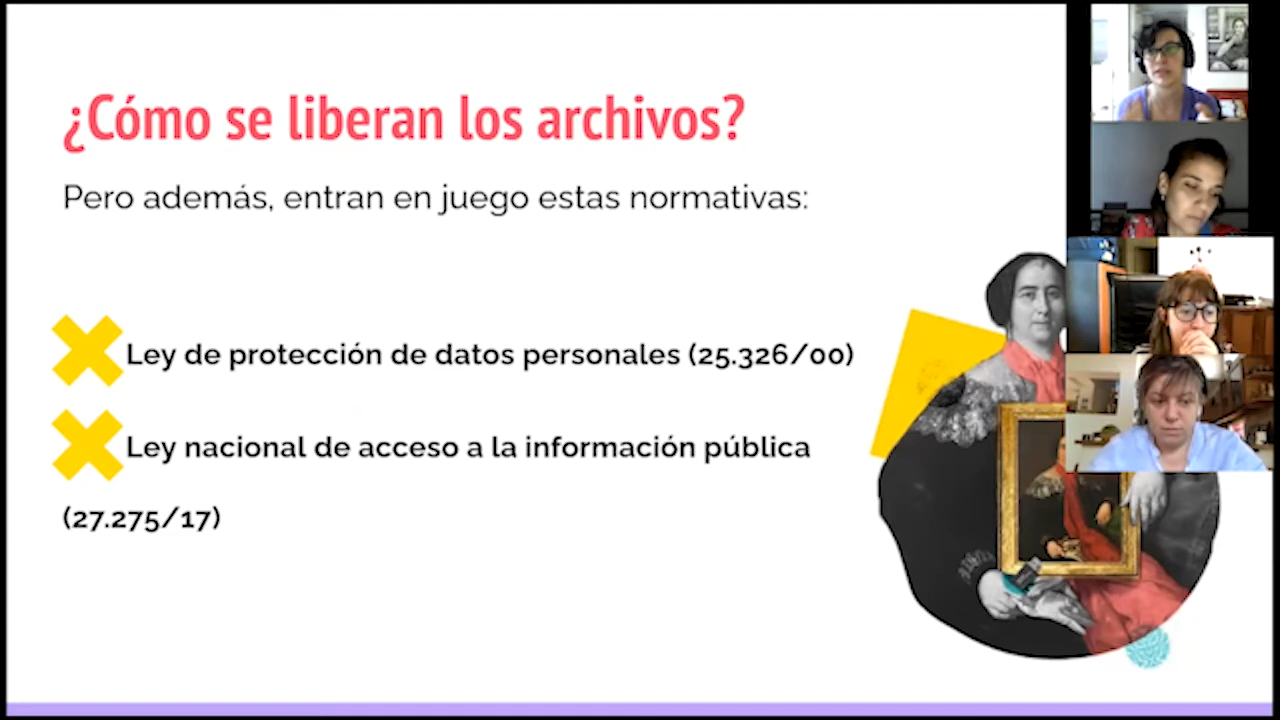 ¿Cómo se liberan los archivos?
Pero además, entran en juego estas normativas:
Ley de protección de datos personales (25.326/00)
Ley nacional de acceso a la información pública
(27.275/17)